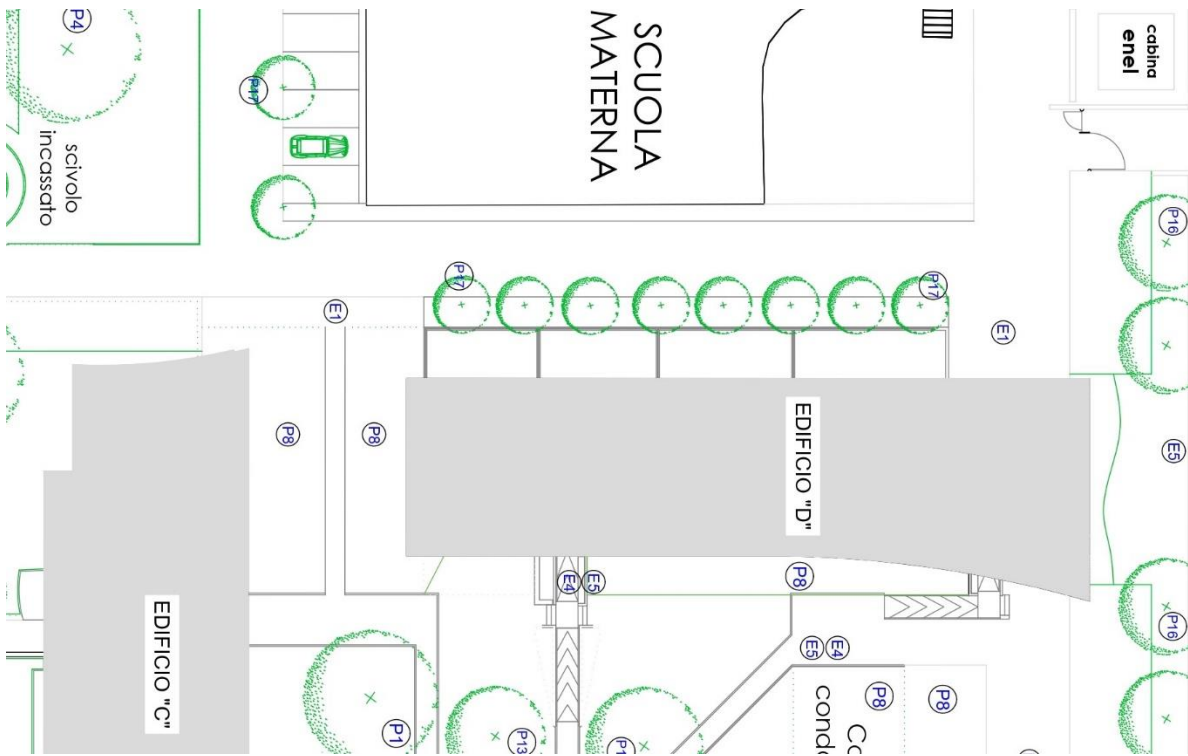 P4
P17
SCUOLA
MATERNA
cabina
enel
scivolo
incassato
P16
P17
P17
E1
E1
P8
P8
EDIFICIO "D"
E5
E4
E5
P8
P16
EDIFICIO "C"
E5
E4
P8
P8
P1
P13